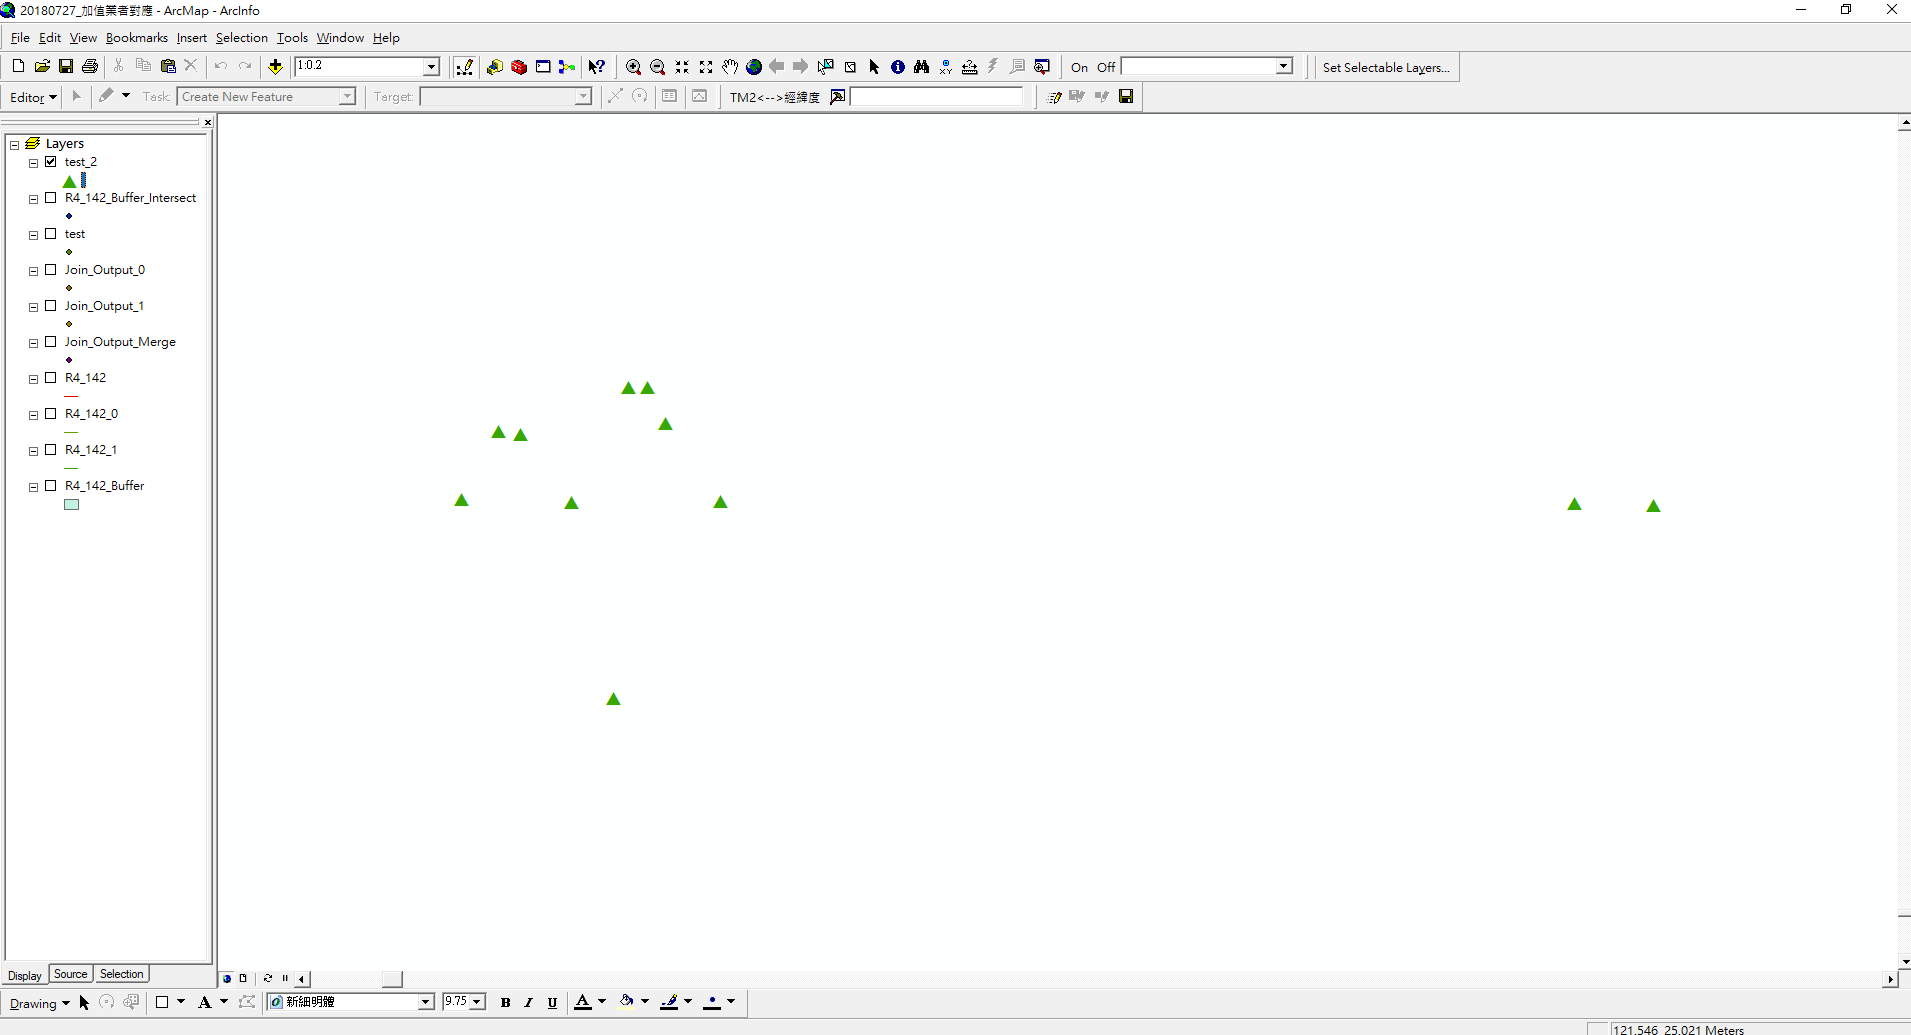 20180727_加值業者對應 - ArcMap - ArcInfo
File Edit View Bookmarks Insert Selection Tools Window Help
1:0.2
On Off
Set Selectable Layers...
Editor Task: Create New Feature Target: TM2<-->經緯度
Layers
test_2
R4_142_Buffer_Intersect
test
Join_Output_0
Join_Output_1
Join_Output_Merge
R4_142
R4_142_0
R4_142_1
R4_142_Buffer
Display Source Selection
Drawing A 新細明體 9.75 B I U A
121.546 25.021 Meters